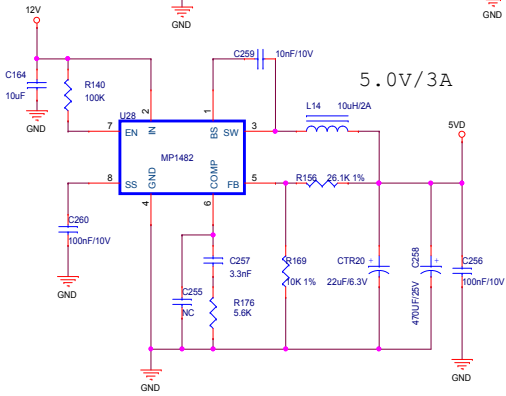 12V
GND
GND
C259
10nF/10V
5.0V/3A
C164
10uF
R140
100K
GND
L14
10uH/2A
5VD
U28
2
1
7
EN
IN
BS
SW
3
MP1482
8
SS
GND
COMP
FB
5
4
6
R156
26.1K 1%
C260
100nF/10V
GND
C257
3.3nF
C255
NC
R176
5.6K
R169
10K 1%
CTR20
22uF/6.3V
+
C258
470UF/25V
+
C256
100nF/10V
GND
GND